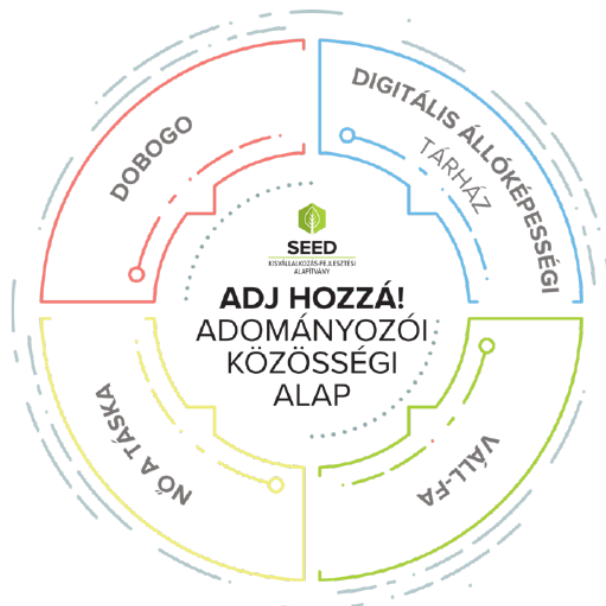 DOBOGO
DIGITÁLIS ÁLLÓKÉPESSÉGI
TÁRHÁZ
SEED
KISVÁLLALKOZÁS-FEJLESZTÉSI
ALAPÍTVÁNY
ADJ HOZZÁ!
ADOMÁNYOZÓI
KÖZÖSSÉGI
ALAP
NŐ A TÁSKA
VÁLL-FA